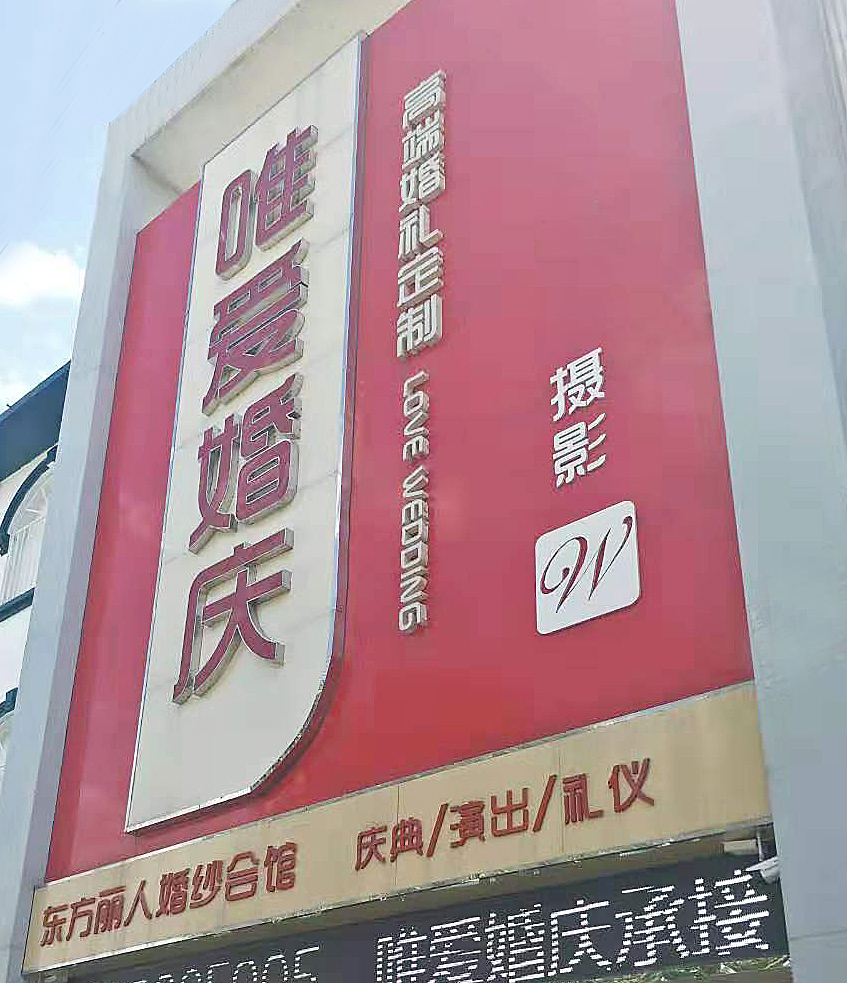 唯爱婚庆
高端婚礼定制 LOVE WEDDING
摄影
W
东方丽人婚纱会馆 庆典/演出/礼仪
唯爱婚庆承接